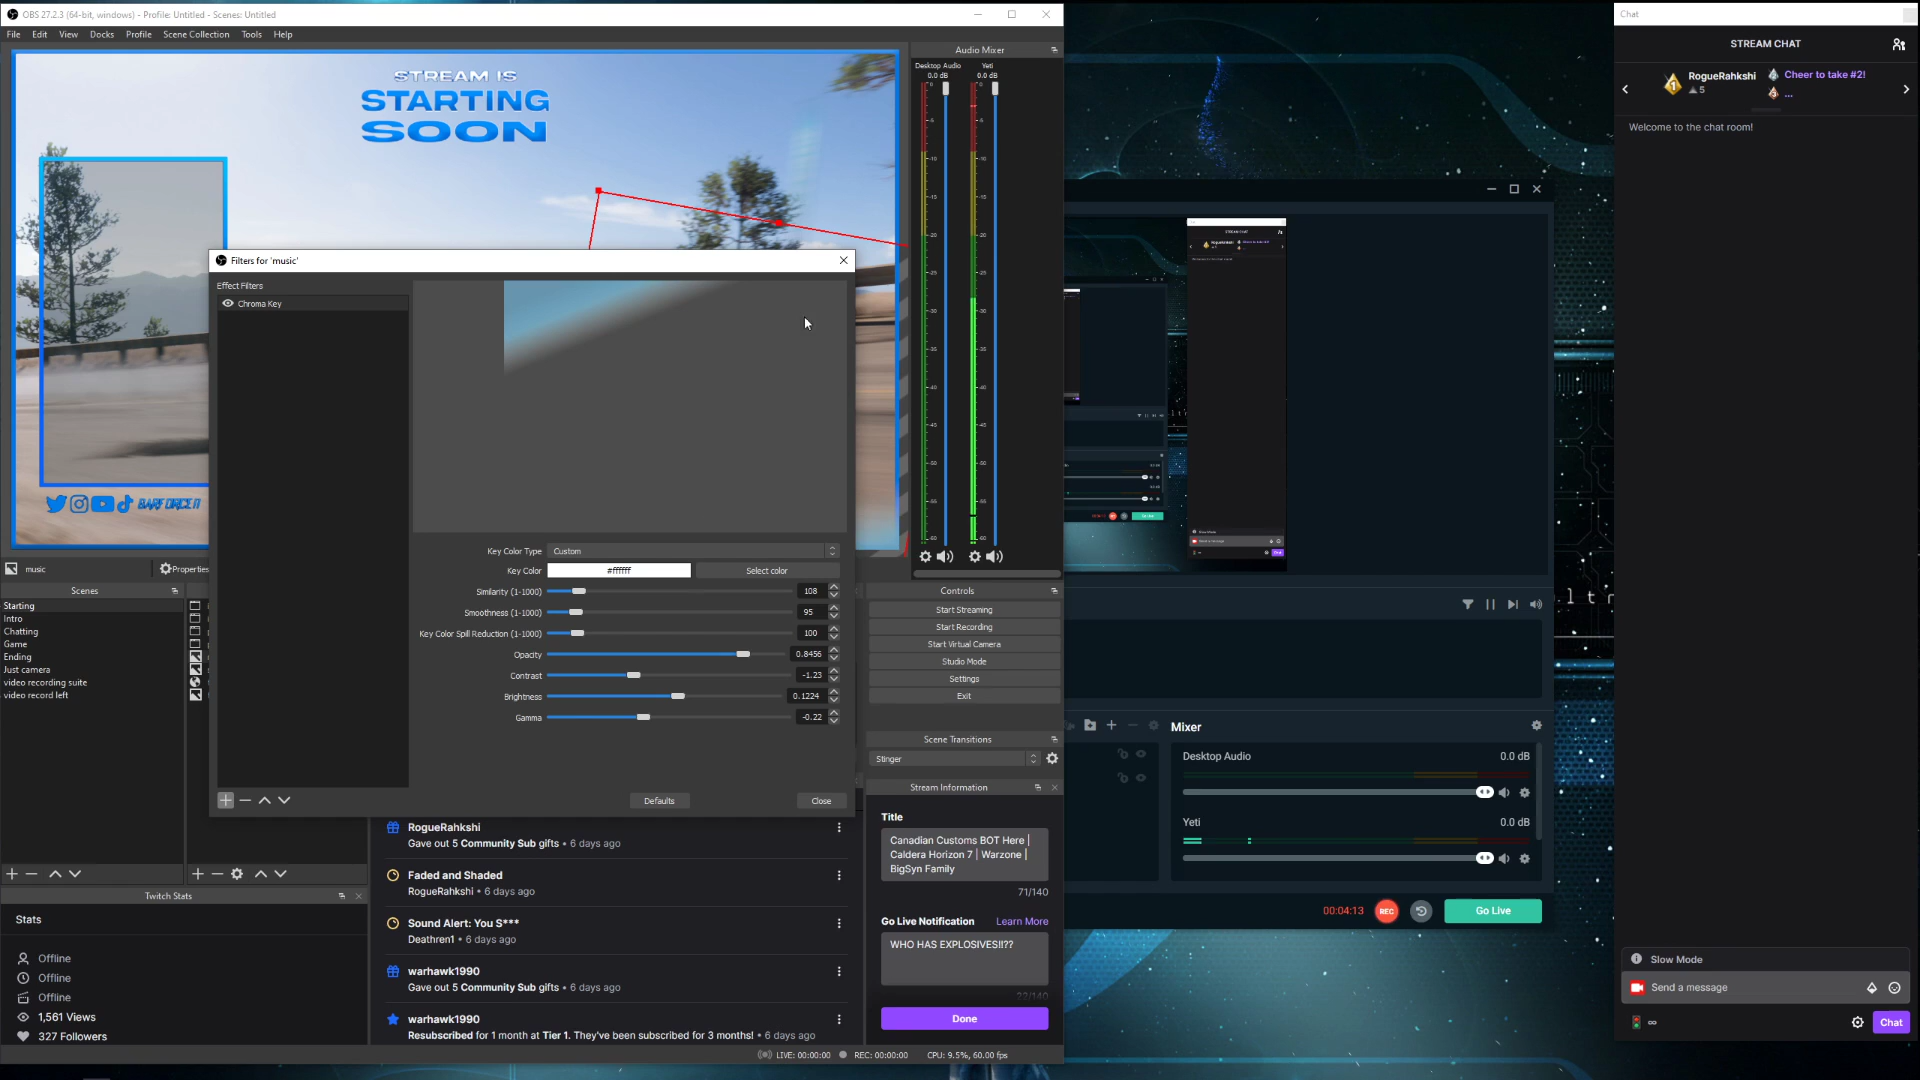 OBS 27.2.3 (64-bit, windows) - Profile: Untitled - Scenes: Untitled
File Edit View Docks Profile Scene Collection Tools Help
STREAM IS
STARTING
SOON
Audio Mixer
Desktop Audio Yeti
0.0 dB 0.0 dB
Filters for 'music'
Effect Filters
Chroma Key
Key Color Type Custom
Key Color #ffffff Select color
Similarity (1-1000) 108
Smoothness (1-1000) 95
Key Color Spill Reduction (1-1000) 100
Opacity 0.8456
Contrast -1.23
Brightness 0.1224
Gamma -0.22
Defaults Close
music Properties
Scenes
Starting
Intro
Chatting
Game
Ending
Just camera
video recording suite
video record left
Controls
Start Streaming
Start Recording
Start Virtual Camera
Studio Mode
Settings
Exit
Scene Transitions
Stinger
Stream Information
Title
Canadian Customs BOT Here |
Caldera Horizon 7 | Warzone |
BigSyn Family
71/140
Go Live Notification Learn More
WHO HAS EXPLOSIVES!!??
22/140
Done
Twitch Stats
Stats
Offline
Offline
Offline
1,561 Views
327 Followers
RogueRahkshi
Gave out 5 Community Sub gifts • 6 days ago
Faded and Shaded
RogueRahkshi • 6 days ago
Sound Alert: You S***
Deathren1 • 6 days ago
warhawk1990
Gave out 5 Community Sub gifts • 6 days ago
warhawk1990
Resubscribed for 1 month at Tier 1. They've been subscribed for 3 months! • 6 days ago
LIVE: 00:00:00 REC: 00:00:00 CPU: 9.5%, 60.00 fps
Mixer
Desktop Audio 0.0 dB
Yeti 0.0 dB
00:04:13 REC Go Live
Chat
STREAM CHAT
1 RogueRahkshi Cheer to take #2!
5 3 ...
Welcome to the chat room!
Slow Mode
Send a message
Chat